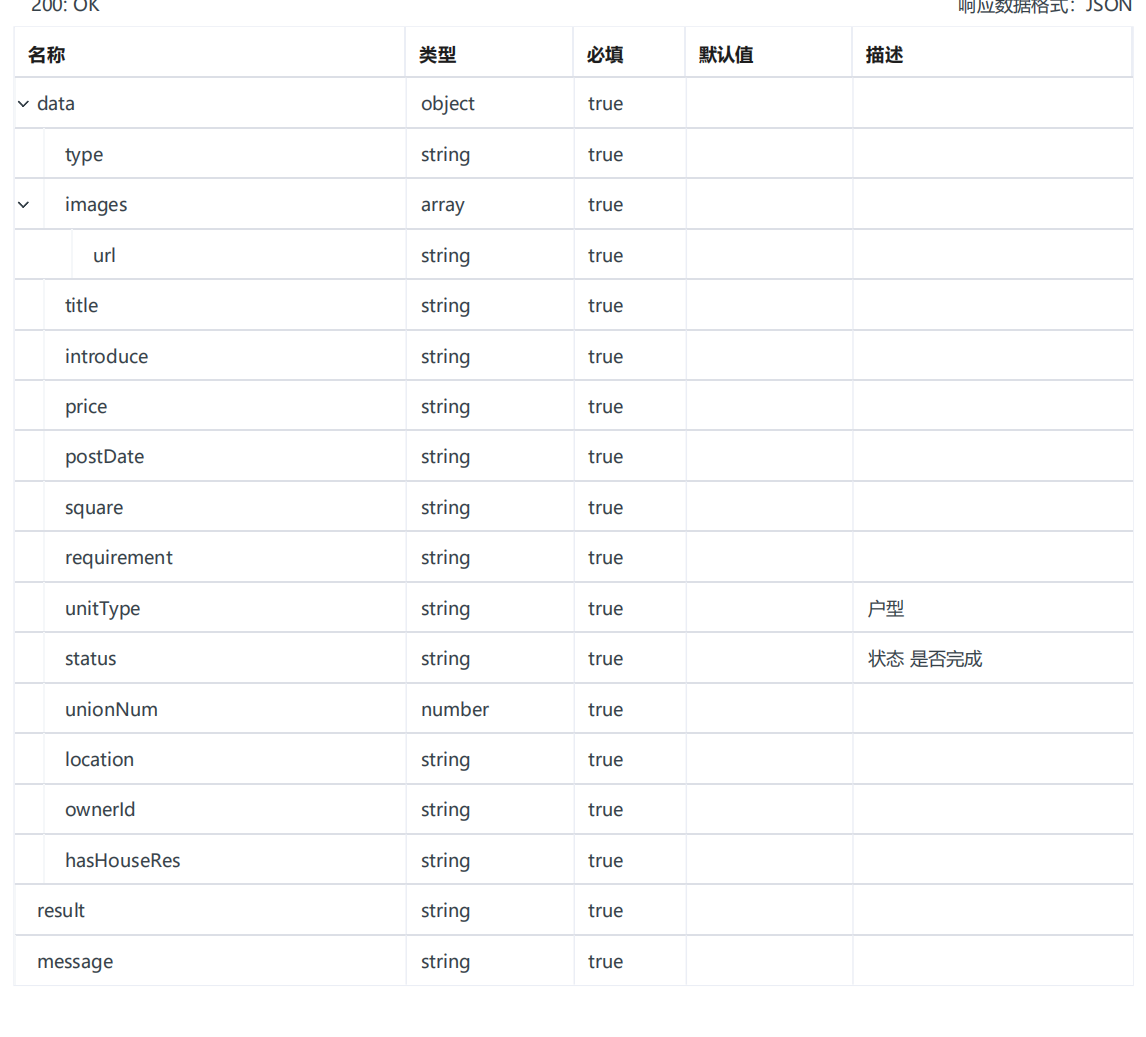 200: OK 响应数据格式：JSON
名称 类型 必填 默认值 描述
data object true
type string true
images array true
url string true
title string true
introduce string true
price string true
postDate string true
square string true
requirement string true
unitType string true 户型
status string true 状态 是否完成
unionNum number true
location string true
ownerId string true
hasHouseRes string true
result string true
message string true